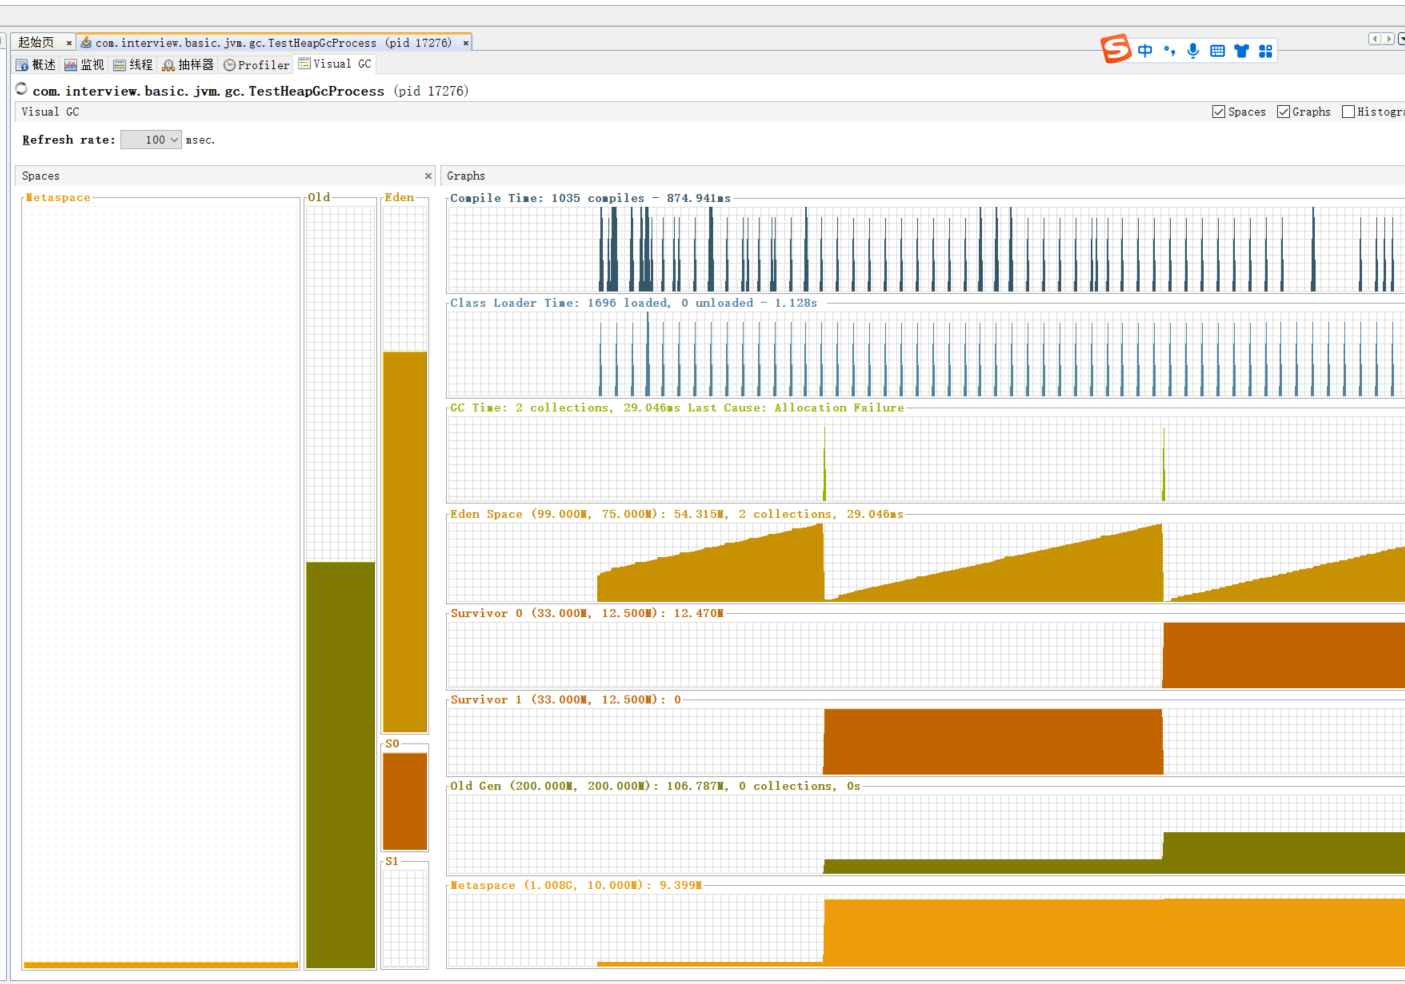 起始页 × com.interview.basic.jvm.gc.TestHeapGcProcess (pid 17276) ×
中
概述 监视 线程 抽样器 Profiler Visual GC
com.interview.basic.jvm.gc.TestHeapGcProcess (pid 17276)
Visual GC
Spaces Graphs Histogra
Refresh rate: 100 msec.
Spaces ×
Graphs
Metaspace
Old
Eden
S0
S1
Compile Time: 1035 compiles - 874.941ms
Class Loader Time: 1696 loaded, 0 unloaded - 1.128s
GC Time: 2 collections, 29.046ms Last Cause: Allocation Failure
Eden Space (99.000M, 75.000M): 54.315M, 2 collections, 29.046ms
Survivor 0 (33.000M, 12.500M): 12.470M
Survivor 1 (33.000M, 12.500M): 0
Old Gen (200.000M, 200.000M): 106.787M, 0 collections, 0s
Metaspace (1.008G, 10.000M): 9.399M